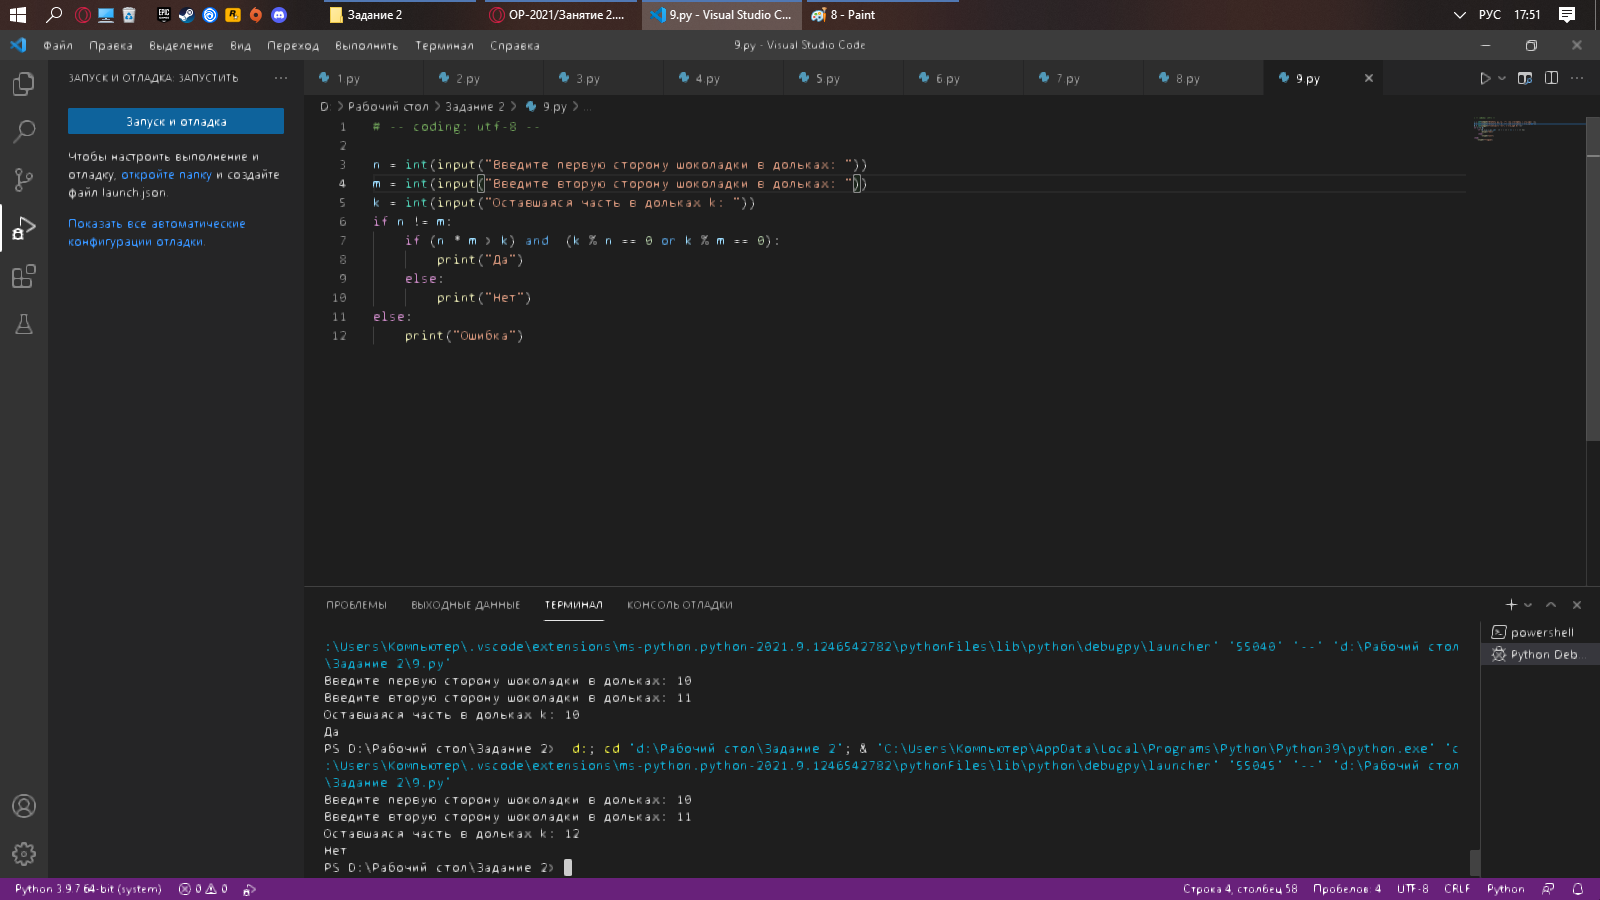 Задание 2
OP-2021/Занятие 2....
9.py - Visual Studio C...
8 - Paint
РУС
17:51
Файл Правка Выделение Вид Переход Выполнить Терминал Справка
9.py - Visual Studio Code
ЗАПУСК И ОТЛАДКА: ЗАПУСТИТЬ ...
1.py 2.py 3.py 4.py 5.py 6.py 7.py 8.py 9.py
Запуск и отладка
Чтобы настроить выполнение и
отладку, откройте папку и создайте
файл launch.json.
Показать все автоматические
конфигурации отладки.
D: > Рабочий стол > Задание 2 > 9.py > ...
1 # -- coding: utf-8 --
2
3 n = int(input("Введите первую сторону шоколадки в дольках: "))
4 m = int(input("Введите вторую сторону шоколадки в дольках: "))
5 k = int(input("Оставшаяся часть в дольках k: "))
6 if n != m:
7     if (n * m > k) and  (k % n == 0 or k % m == 0):
8         print("Да")
9     else:
10         print("Нет")
11 else:
12     print("Ошибка")
ПРОБЛЕМЫ ВЫХОДНЫЕ ДАННЫЕ ТЕРМИНАЛ КОНСОЛЬ ОТЛАДКИ
powershell
Python Deb...
:\Users\Компьютер\.vscode\extensions\ms-python.python-2021.9.1246542782\pythonFiles\lib\python\debugpy\launcher' '55040' '--' 'd:\Рабочий стол
\Задание 2\9.py'
Введите первую сторону шоколадки в дольках: 10
Введите вторую сторону шоколадки в дольках: 11
Оставшаяся часть в дольках k: 10
Да
PS D:\Рабочий стол\Задание 2>  d:; cd 'd:\Рабочий стол\Задание 2'; & 'C:\Users\Компьютер\AppData\Local\Programs\Python\Python39\python.exe' 'c
:\Users\Компьютер\.vscode\extensions\ms-python.python-2021.9.1246542782\pythonFiles\lib\python\debugpy\launcher' '55045' '--' 'd:\Рабочий стол
\Задание 2\9.py'
Введите первую сторону шоколадки в дольках: 10
Введите вторую сторону шоколадки в дольках: 11
Оставшаяся часть в дольках k: 12
Нет
PS D:\Рабочий стол\Задание 2>
Python 3.9.7 64-bit (system) 0 0
Строка 4, столбец 58 Пробелов: 4 UTF-8 CRLF Python